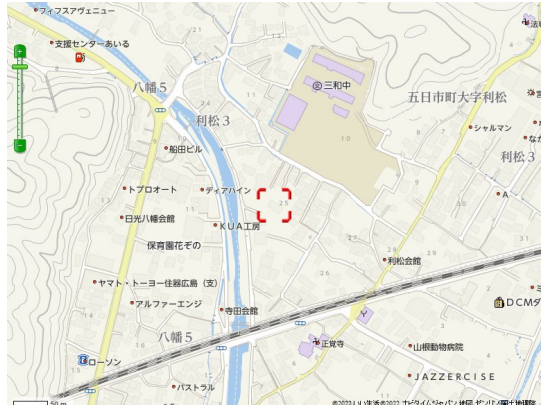 フィフスアヴェニュー
支援センターあいる
八幡5
三和中
五日市町大字利松
利松3
シャルマン
船田ビル
利松3
トプロオート
ディアハイン
A
日光八幡会館
KUA工房
25
保育園花ぞの
利松会館
ヤマト・トーヨー住器広島(支)
アルファーエンジ
寺田会館
DCMダ
八幡5
正覚寺
山根動物病院
ローソン
JAZZERCISE
パストラル
50 m